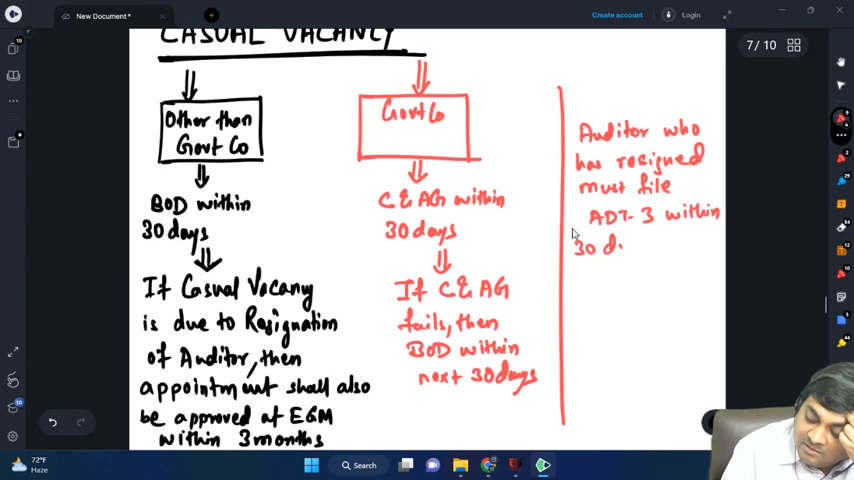 New Document*
Create account
Login
7 / 10
CASUAL VACANCY
Other then
Govt Co
BOD within
30 days
If Casual Vacancy
is due to Resignation
of Auditor, then
appointment shall also
be approved at EGM
within 3 months
Govt Co
C&AG within
30 days
If C&AG
fails, then
BOD within
next 30 days
Auditor who
has resigned
must file
ADT-3 within
30 d.
72°F
Haze
Search